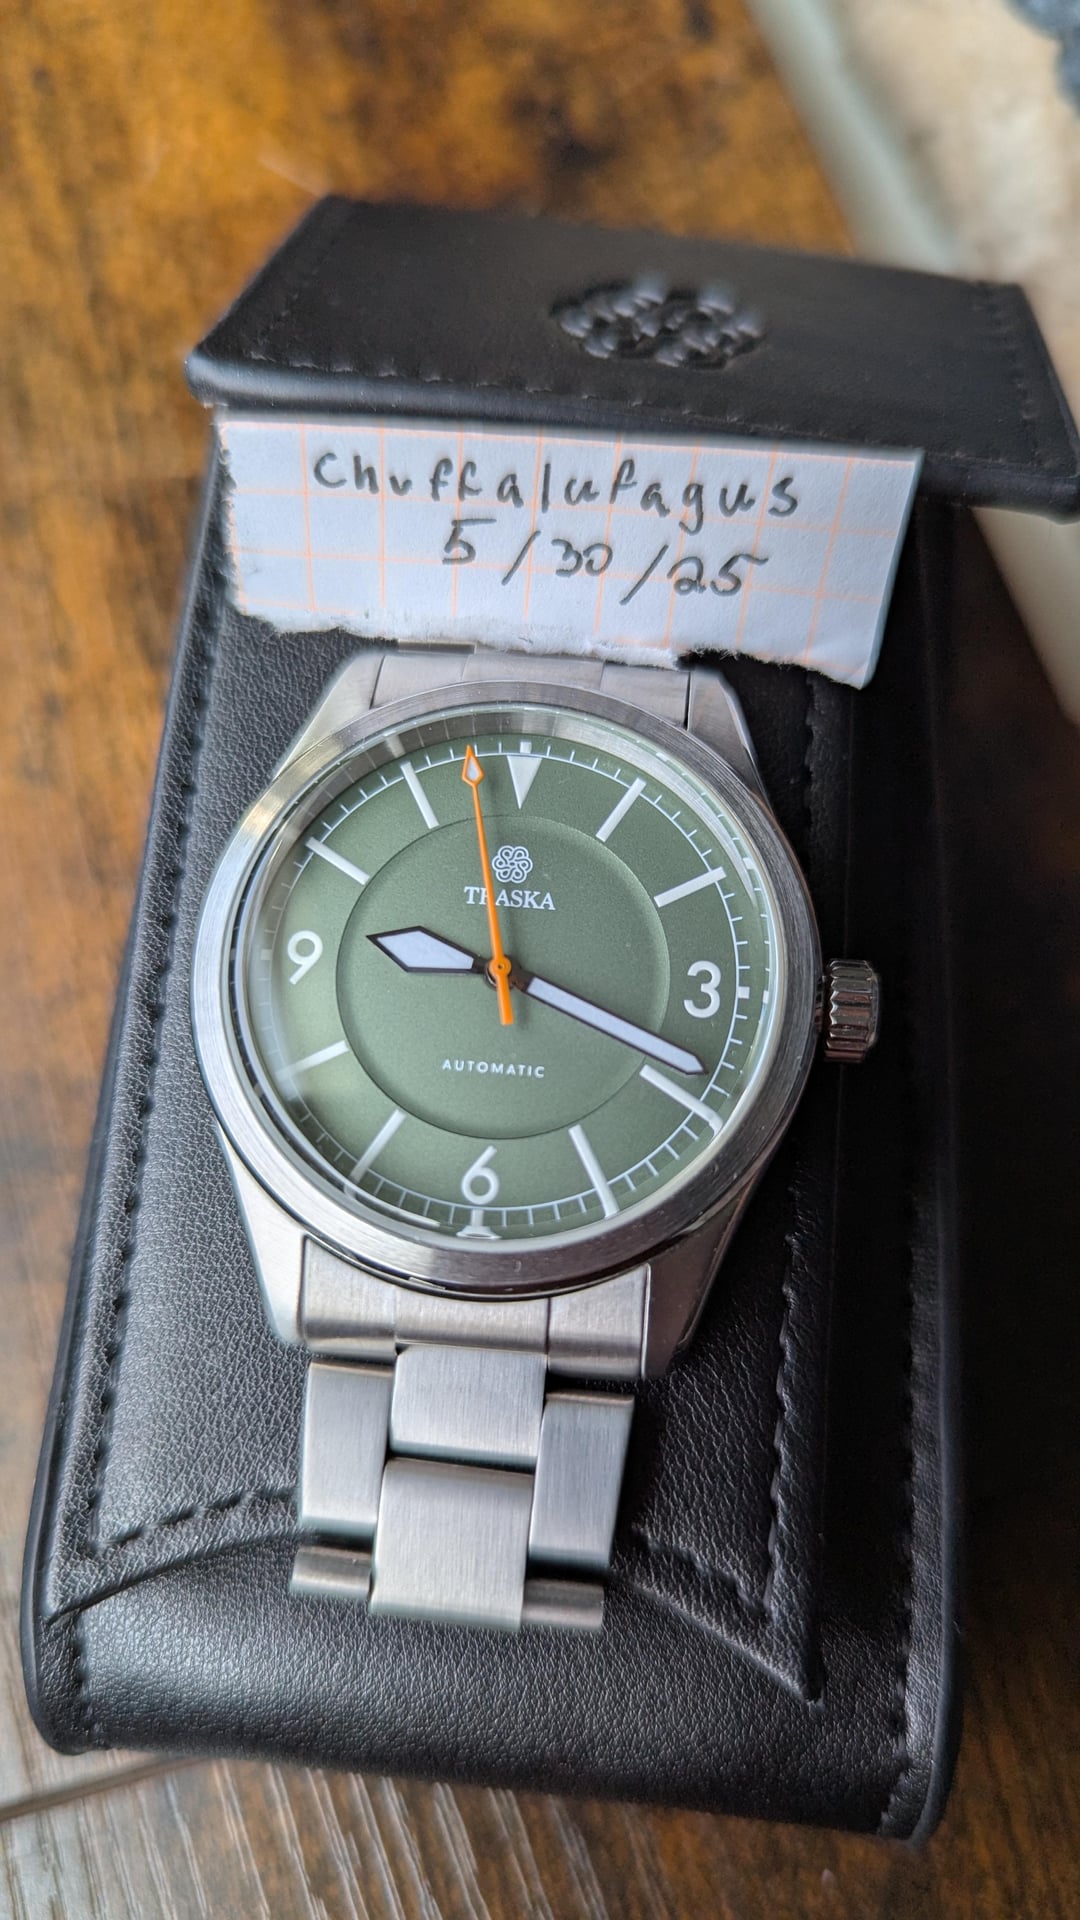 chuffalufagus
5/30/25
TRASKA
9
3
AUTOMATIC
6